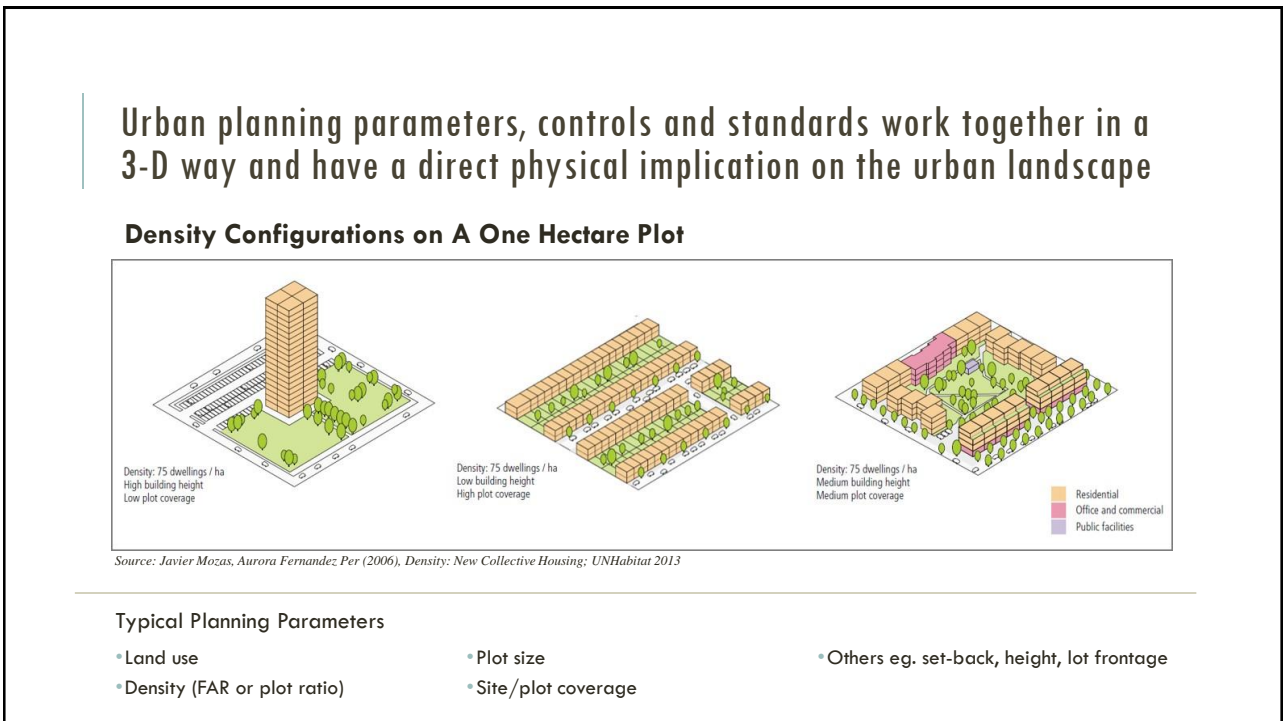 Urban planning parameters, controls and standards work together in a
3-D way and have a direct physical implication on the urban landscape
Density Configurations on A One Hectare Plot
Density: 75 dwellings / ha
High building height
Low plot coverage
Density: 75 dwellings / ha
Low building height
High plot coverage
Density: 75 dwellings / ha
Medium building height
Medium plot coverage
Residential
Office and commercial
Public facilities
Source: Javier Mozas, Aurora Fernandez Per (2006), Density: New Collective Housing; UNHabitat 2013
Typical Planning Parameters
•Land use
•Density (FAR or plot ratio)
•Plot size
•Site/plot coverage
•Others eg. set-back, height, lot frontage